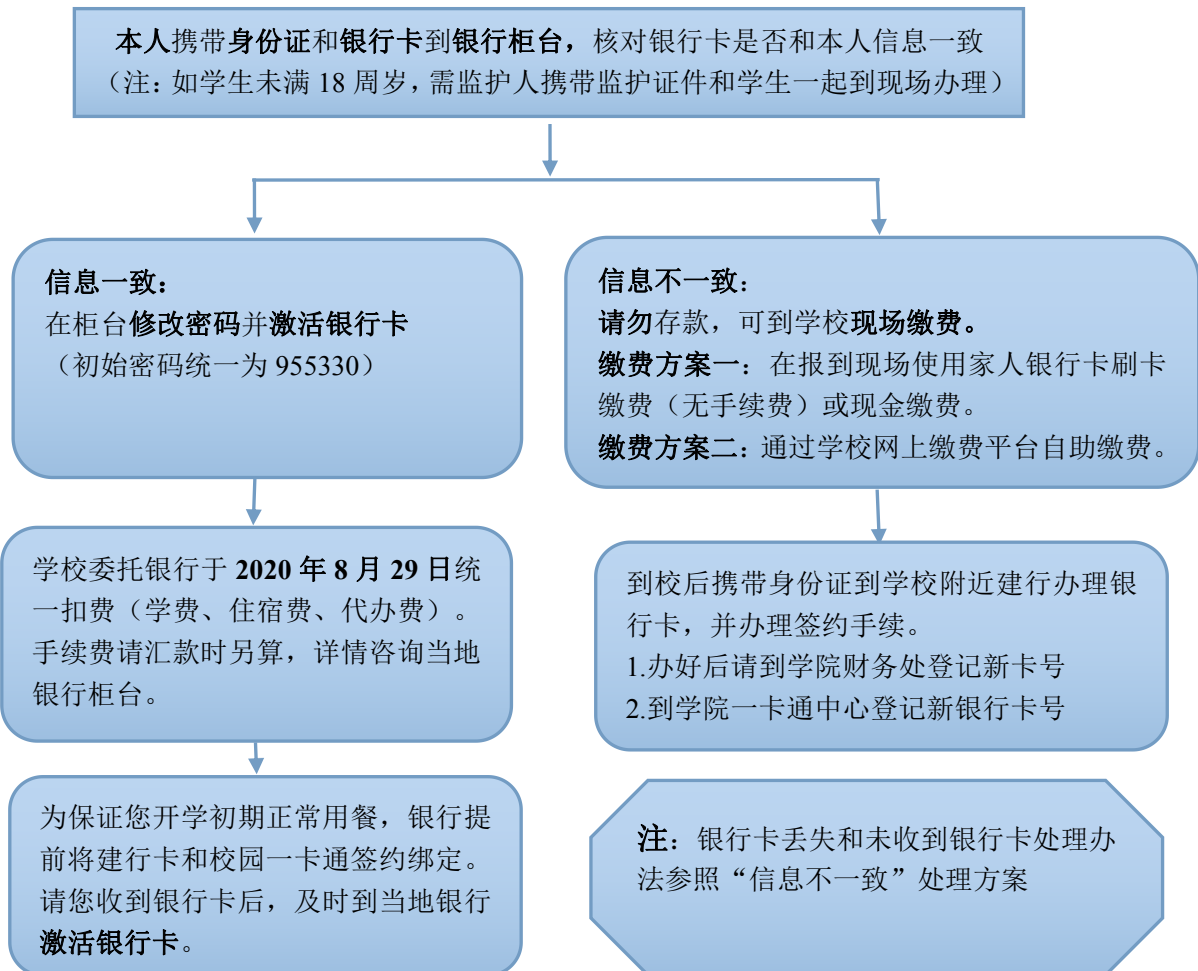 本人携带身份证和银行卡到银行柜台，核对银行卡是否和本人信息一致
（注：如学生未满 18 周岁，需监护人携带监护证件和学生一起到现场办理）
信息一致：
在柜台修改密码并激活银行卡
（初始密码统一为 955330）
信息不一致：
请勿存款，可到学校现场缴费。
缴费方案一：在报到现场使用家人银行卡刷卡
缴费（无手续费）或现金缴费。
缴费方案二：通过学校网上缴费平台自助缴费。
学校委托银行于 2020 年 8 月 29 日统
一扣费（学费、住宿费、代办费）。
手续费请汇款时另算，详情咨询当地
银行柜台。
到校后携带身份证到学校附近建行办理银
行卡，并办理签约手续。
1.办好后请到学院财务处登记新卡号
2.到学院一卡通中心登记新银行卡号
为保证您开学初期正常用餐，银行提
前将建行卡和校园一卡通签约绑定。
请您收到银行卡后，及时到当地银行
激活银行卡。
注：银行卡丢失和未收到银行卡处理办
法参照“信息不一致”处理方案